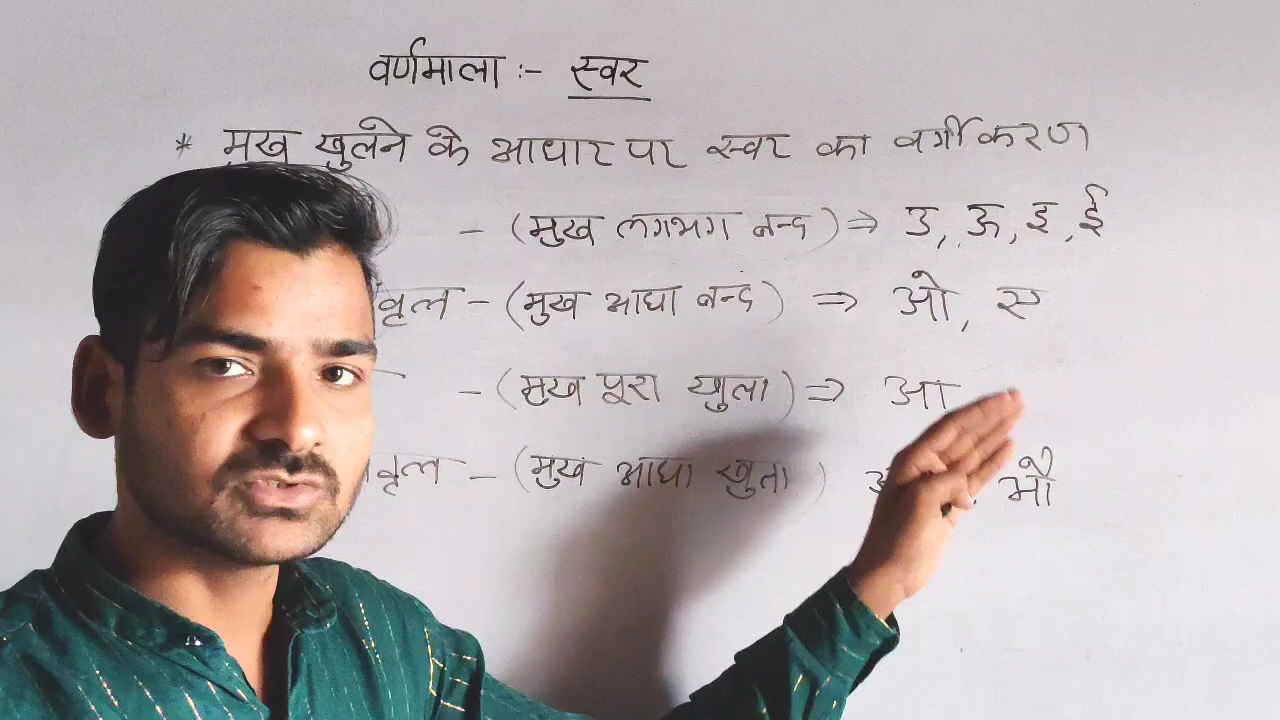 वर्णमाला :- स्वर
* मुख खुलने के आधार पर स्वर का वर्गीकरण
- (मुख लगभग बन्द) ⇒ उ, ऊ, इ, ई
वृत - (मुख आधा बन्द) ⇒ ओ, ए
- (मुख पूरा खुला) ⇒ आ
वृत - (मुख आधा खुला) औ